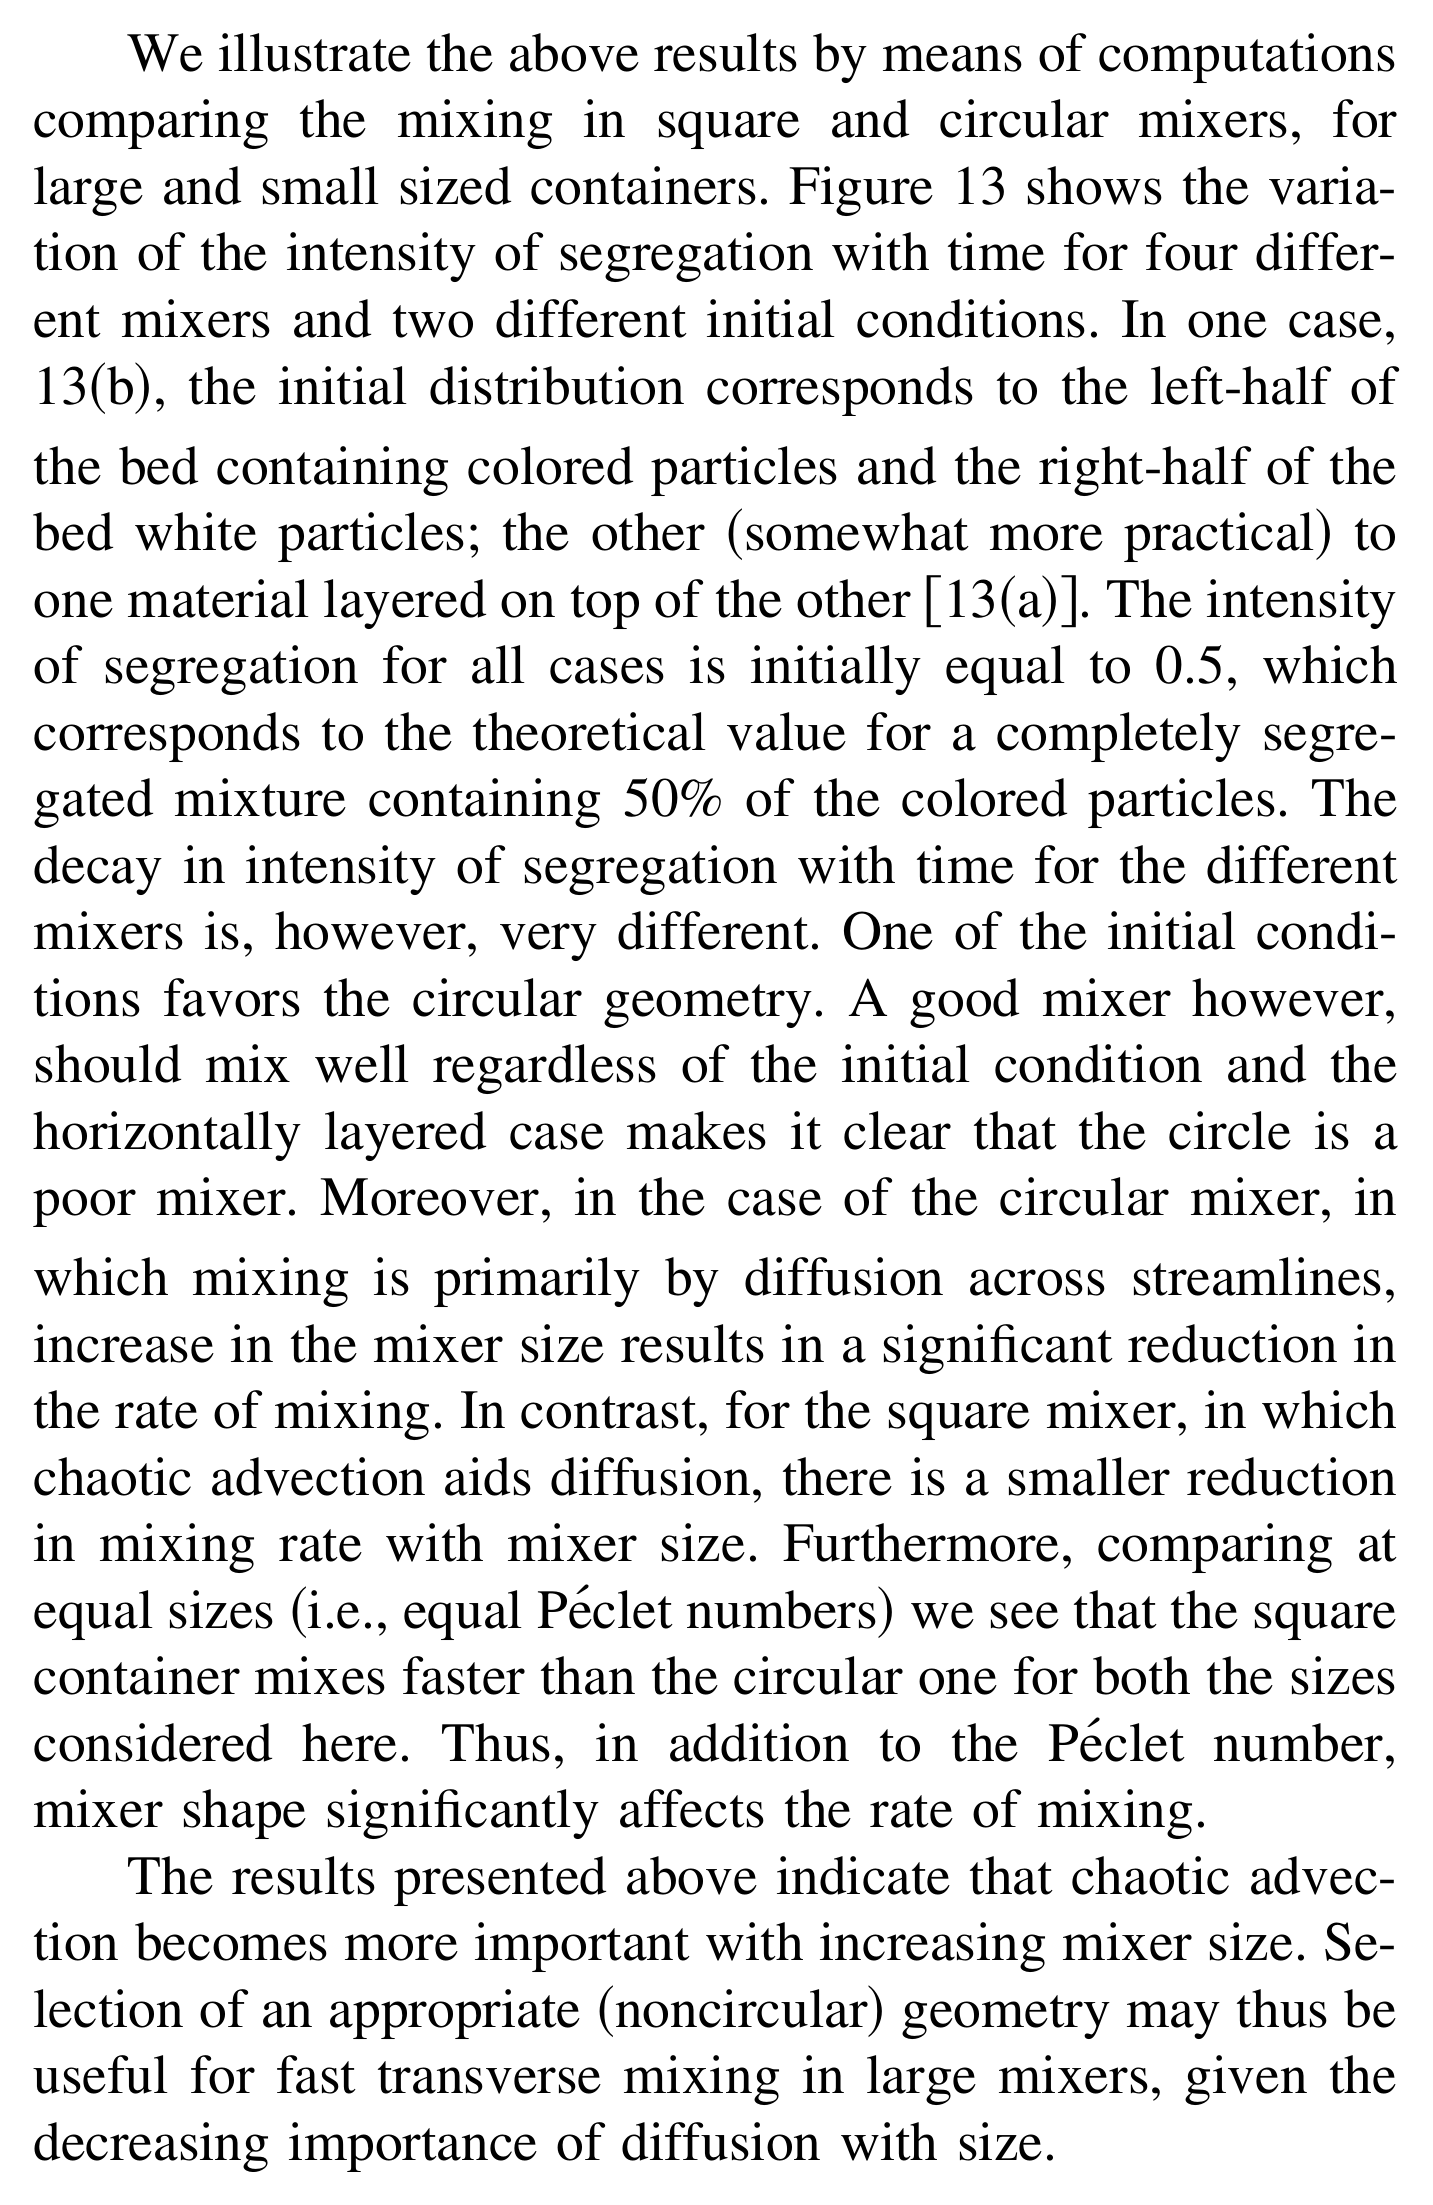 We illustrate the above results by means of computations
comparing the mixing in square and circular mixers, for
large and small sized containers. Figure 13 shows the varia-
tion of the intensity of segregation with time for four differ-
ent mixers and two different initial conditions. In one case,
13(b), the initial distribution corresponds to the left-half of
the bed containing colored particles and the right-half of the
bed white particles; the other (somewhat more practical) to
one material layered on top of the other [13(a)]. The intensity
of segregation for all cases is initially equal to 0.5, which
corresponds to the theoretical value for a completely segre-
gated mixture containing 50% of the colored particles. The
decay in intensity of segregation with time for the different
mixers is, however, very different. One of the initial condi-
tions favors the circular geometry. A good mixer however,
should mix well regardless of the initial condition and the
horizontally layered case makes it clear that the circle is a
poor mixer. Moreover, in the case of the circular mixer, in
which mixing is primarily by diffusion across streamlines,
increase in the mixer size results in a significant reduction in
the rate of mixing. In contrast, for the square mixer, in which
chaotic advection aids diffusion, there is a smaller reduction
in mixing rate with mixer size. Furthermore, comparing at
equal sizes (i.e., equal Péclet numbers) we see that the square
container mixes faster than the circular one for both the sizes
considered here. Thus, in addition to the Péclet number,
mixer shape significantly affects the rate of mixing.
The results presented above indicate that chaotic advec-
tion becomes more important with increasing mixer size. Se-
lection of an appropriate (noncircular) geometry may thus be
useful for fast transverse mixing in large mixers, given the
decreasing importance of diffusion with size.